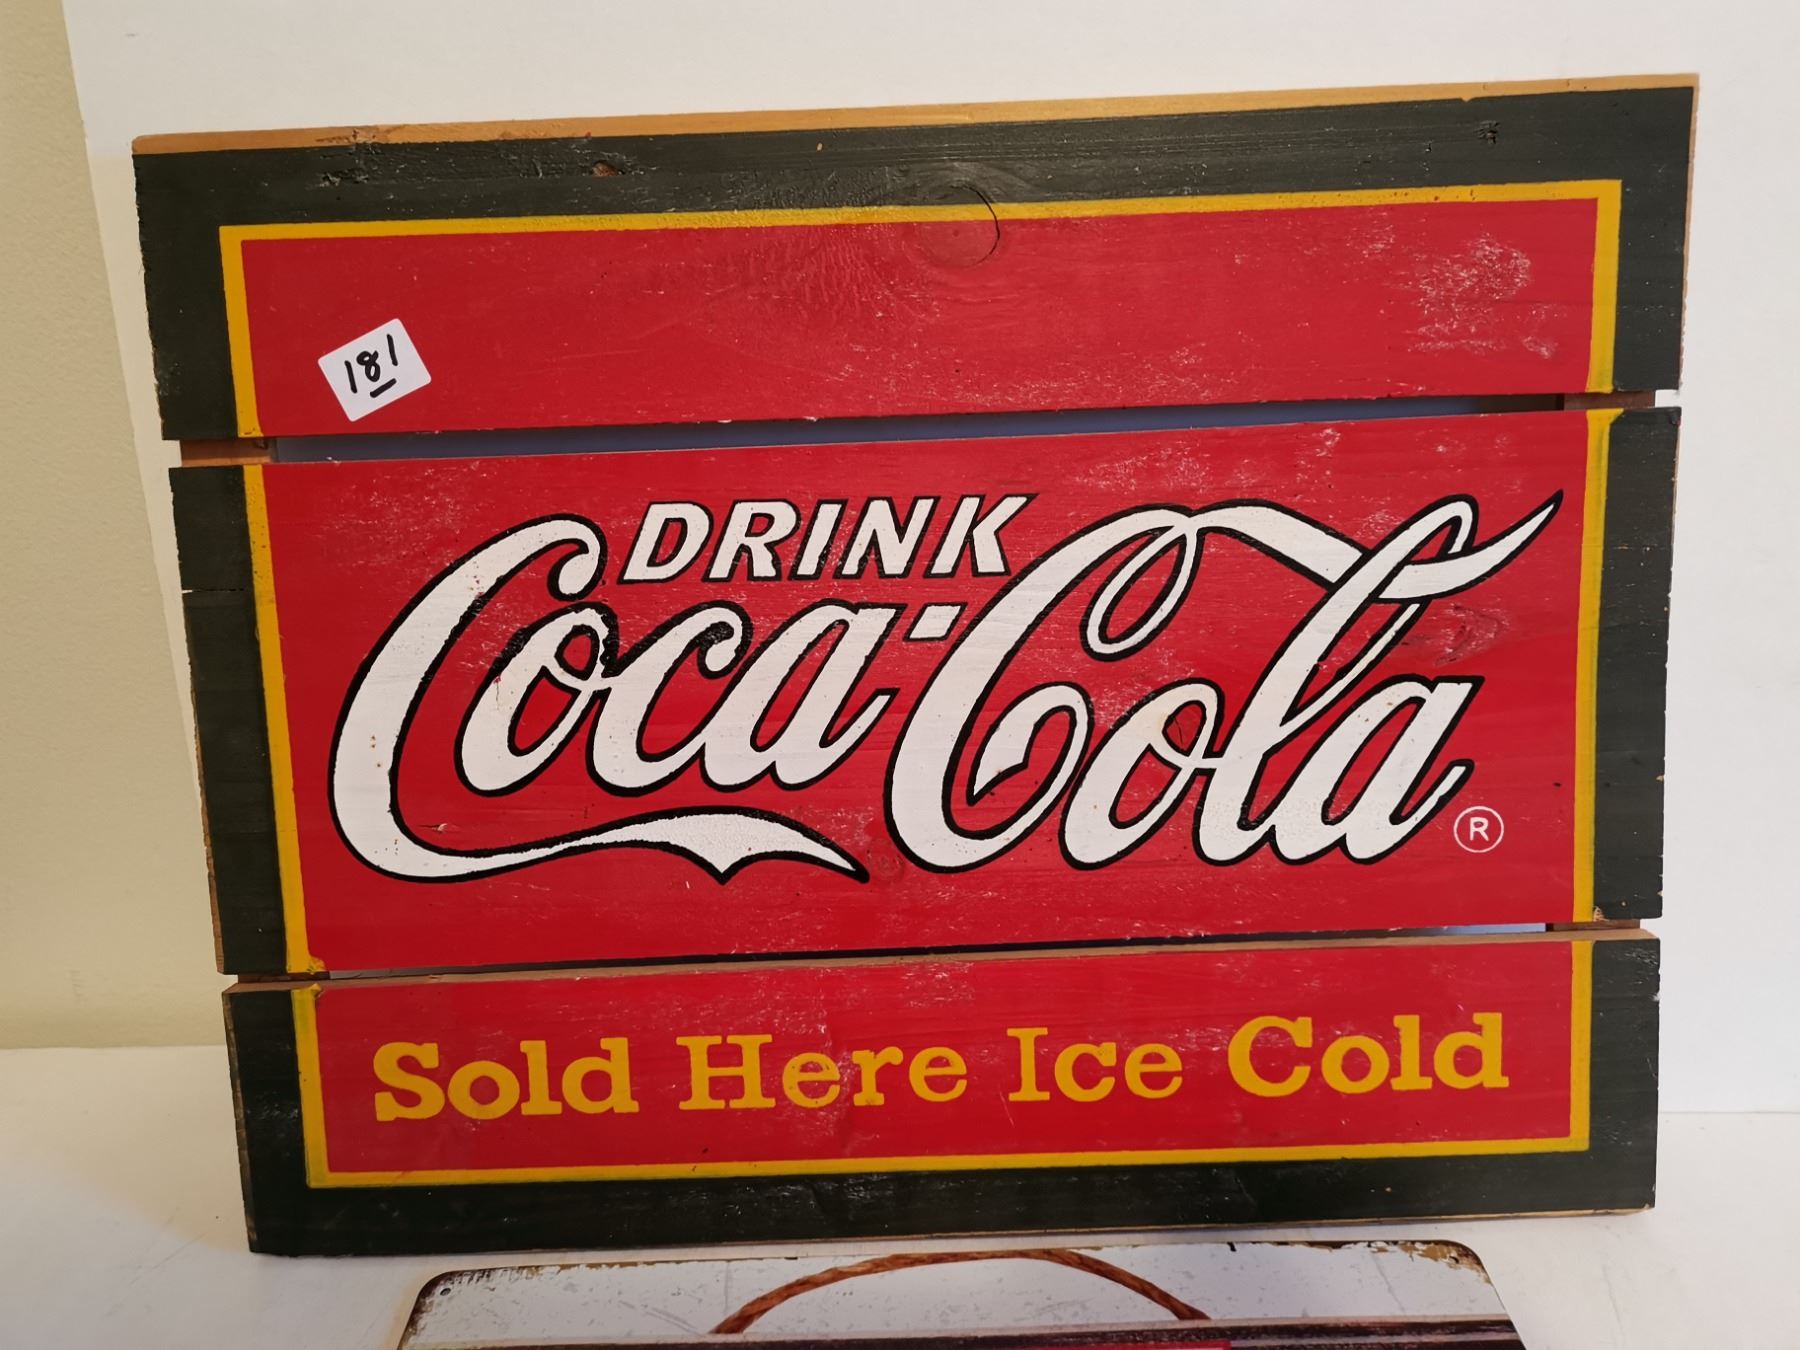 181
DRINK
Coca-Cola ®
Sold Here Ice Cold